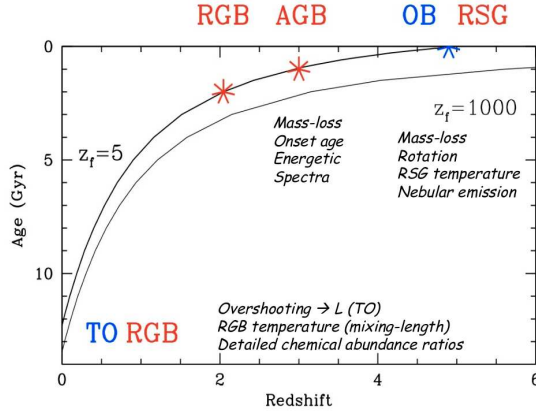 RGB AGB OB RSG
0
z_f=1000
Mass-loss
Onset age
Energetic
Spectra
Mass-loss
Rotation
RSG temperature
Nebular emission
z_f=5
5
Age (Gyr)
10
TO RGB
Overshooting → L (TO)
RGB temperature (mixing-length)
Detailed chemical abundance ratios
0 2 4 6
Redshift